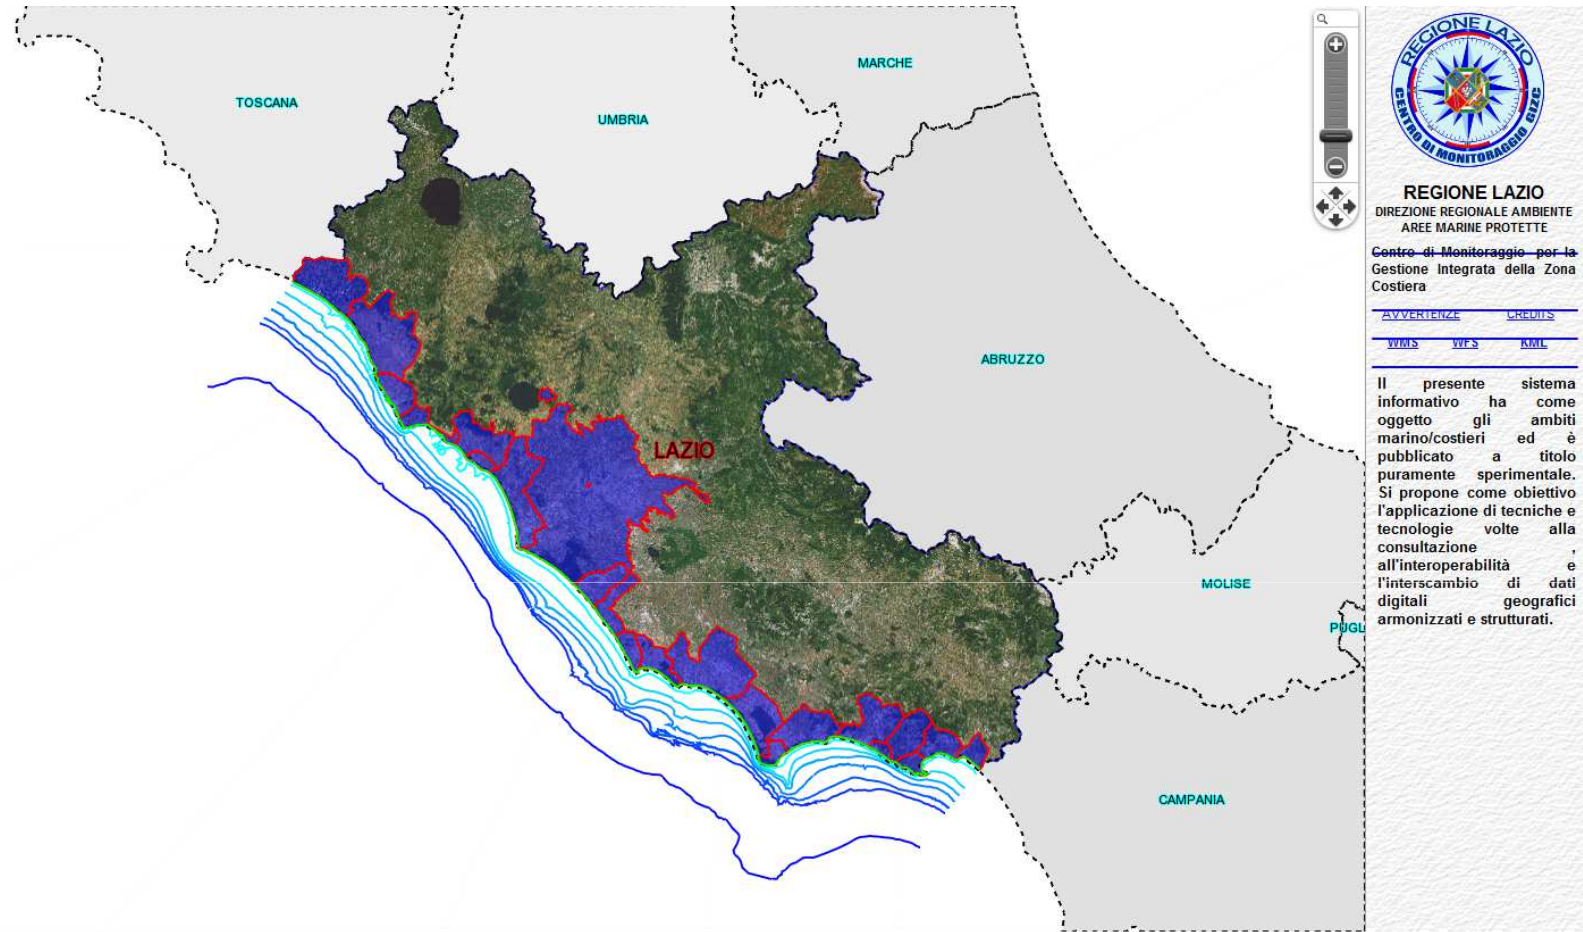 TOSCANA
UMBRIA
MARCHE
ABRUZZO
LAZIO
MOLISE
PUGL
CAMPANIA
REGIONE LAZIO
CENTRO DI MONITORAGGIO GIZC
REGIONE LAZIO
DIREZIONE REGIONALE AMBIENTE
AREE MARINE PROTETTE
Centro di Monitoraggio per la
Gestione Integrata della Zona
Costiera
AVVERTENZE CREDITS
WMS WFS KML
Il presente sistema
informativo ha come
oggetto gli ambiti
marino/costieri ed è
pubblicato a titolo
puramente sperimentale.
Si propone come obiettivo
l'applicazione di tecniche e
tecnologie volte alla
consultazione ,
all'interoperabilità e
l'interscambio di dati
digitali geografici
armonizzati e strutturati.